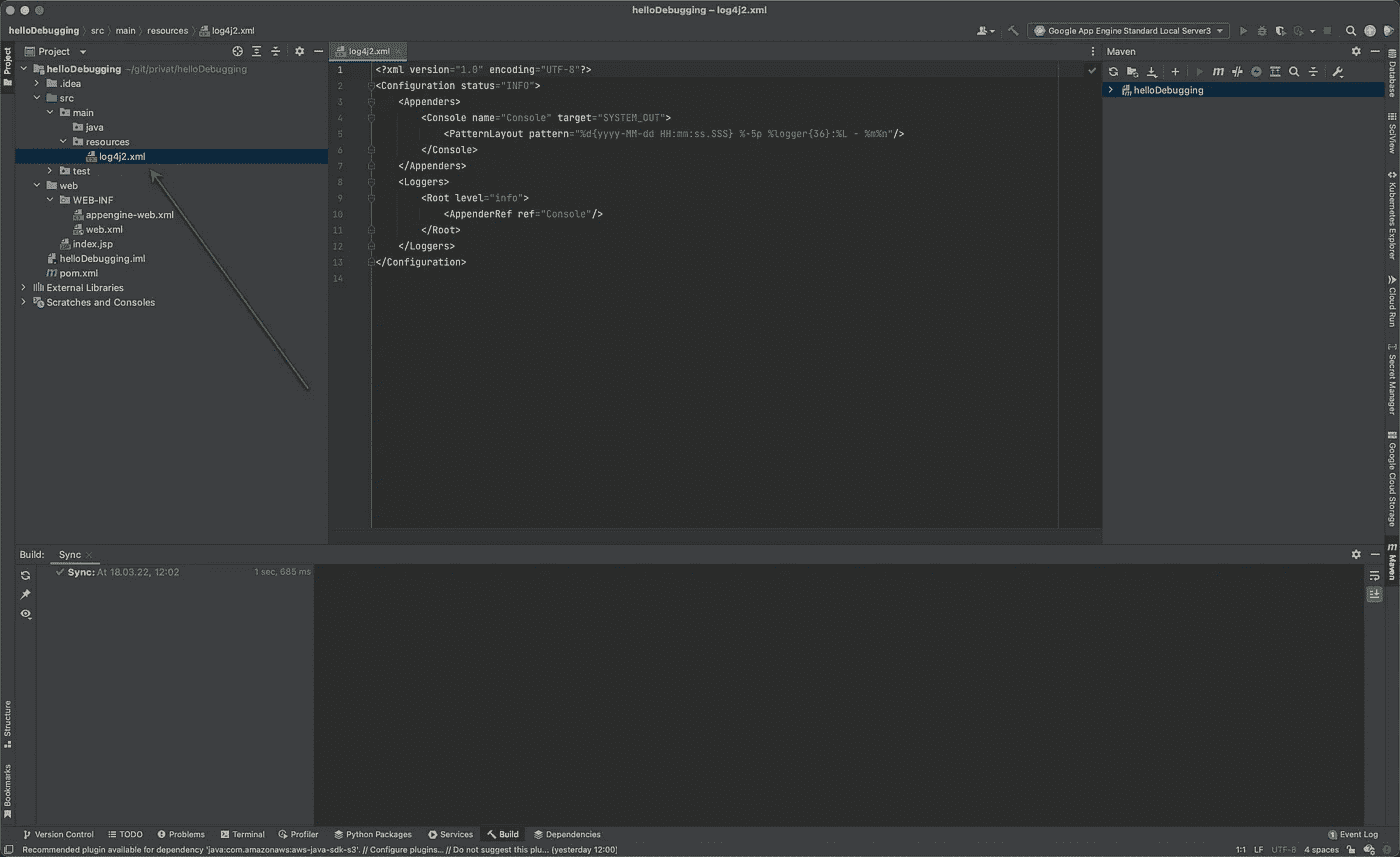 helloDebugging – log4j2.xml
helloDebugging src main resources log4j2.xml
Google App Engine Standard Local Server3
Project
Project
helloDebugging ~/git/privat/helloDebugging
.idea
src
main
java
resources
log4j2.xml
test
web
WEB-INF
appengine-web.xml
web.xml
index.jsp
helloDebugging.iml
pom.xml
External Libraries
Scratches and Consoles
log4j2.xml
1 <?xml version="1.0" encoding="UTF-8"?>
2 <Configuration status="INFO">
3 <Appenders>
4 <Console name="Console" target="SYSTEM_OUT">
5 <PatternLayout pattern="%d{yyyy-MM-dd HH:mm:ss.SSS} %-5p %logger{36}:%L - %m%n"/>
6 </Console>
7 </Appenders>
8 <Loggers>
9 <Root level="info">
10 <AppenderRef ref="Console"/>
11 </Root>
12 </Loggers>
13 </Configuration>
14
Maven
helloDebugging
Database
SciView
Kubernetes Explorer
Cloud Run
Secret Manager
Google Cloud Storage
Maven
Build: Sync
Sync: At 18.03.22, 12:02 1 sec, 685 ms
Structure
Bookmarks
Version Control TODO Problems Terminal Profiler Python Packages Services Build Dependencies Event Log
Recommended plugin available for dependency 'java:com.amazonaws:aws-java-sdk-s3'. // Configure plugins... // Do not suggest this plu... (yesterday 12:00) 1:1 LF UTF-8 4 spaces